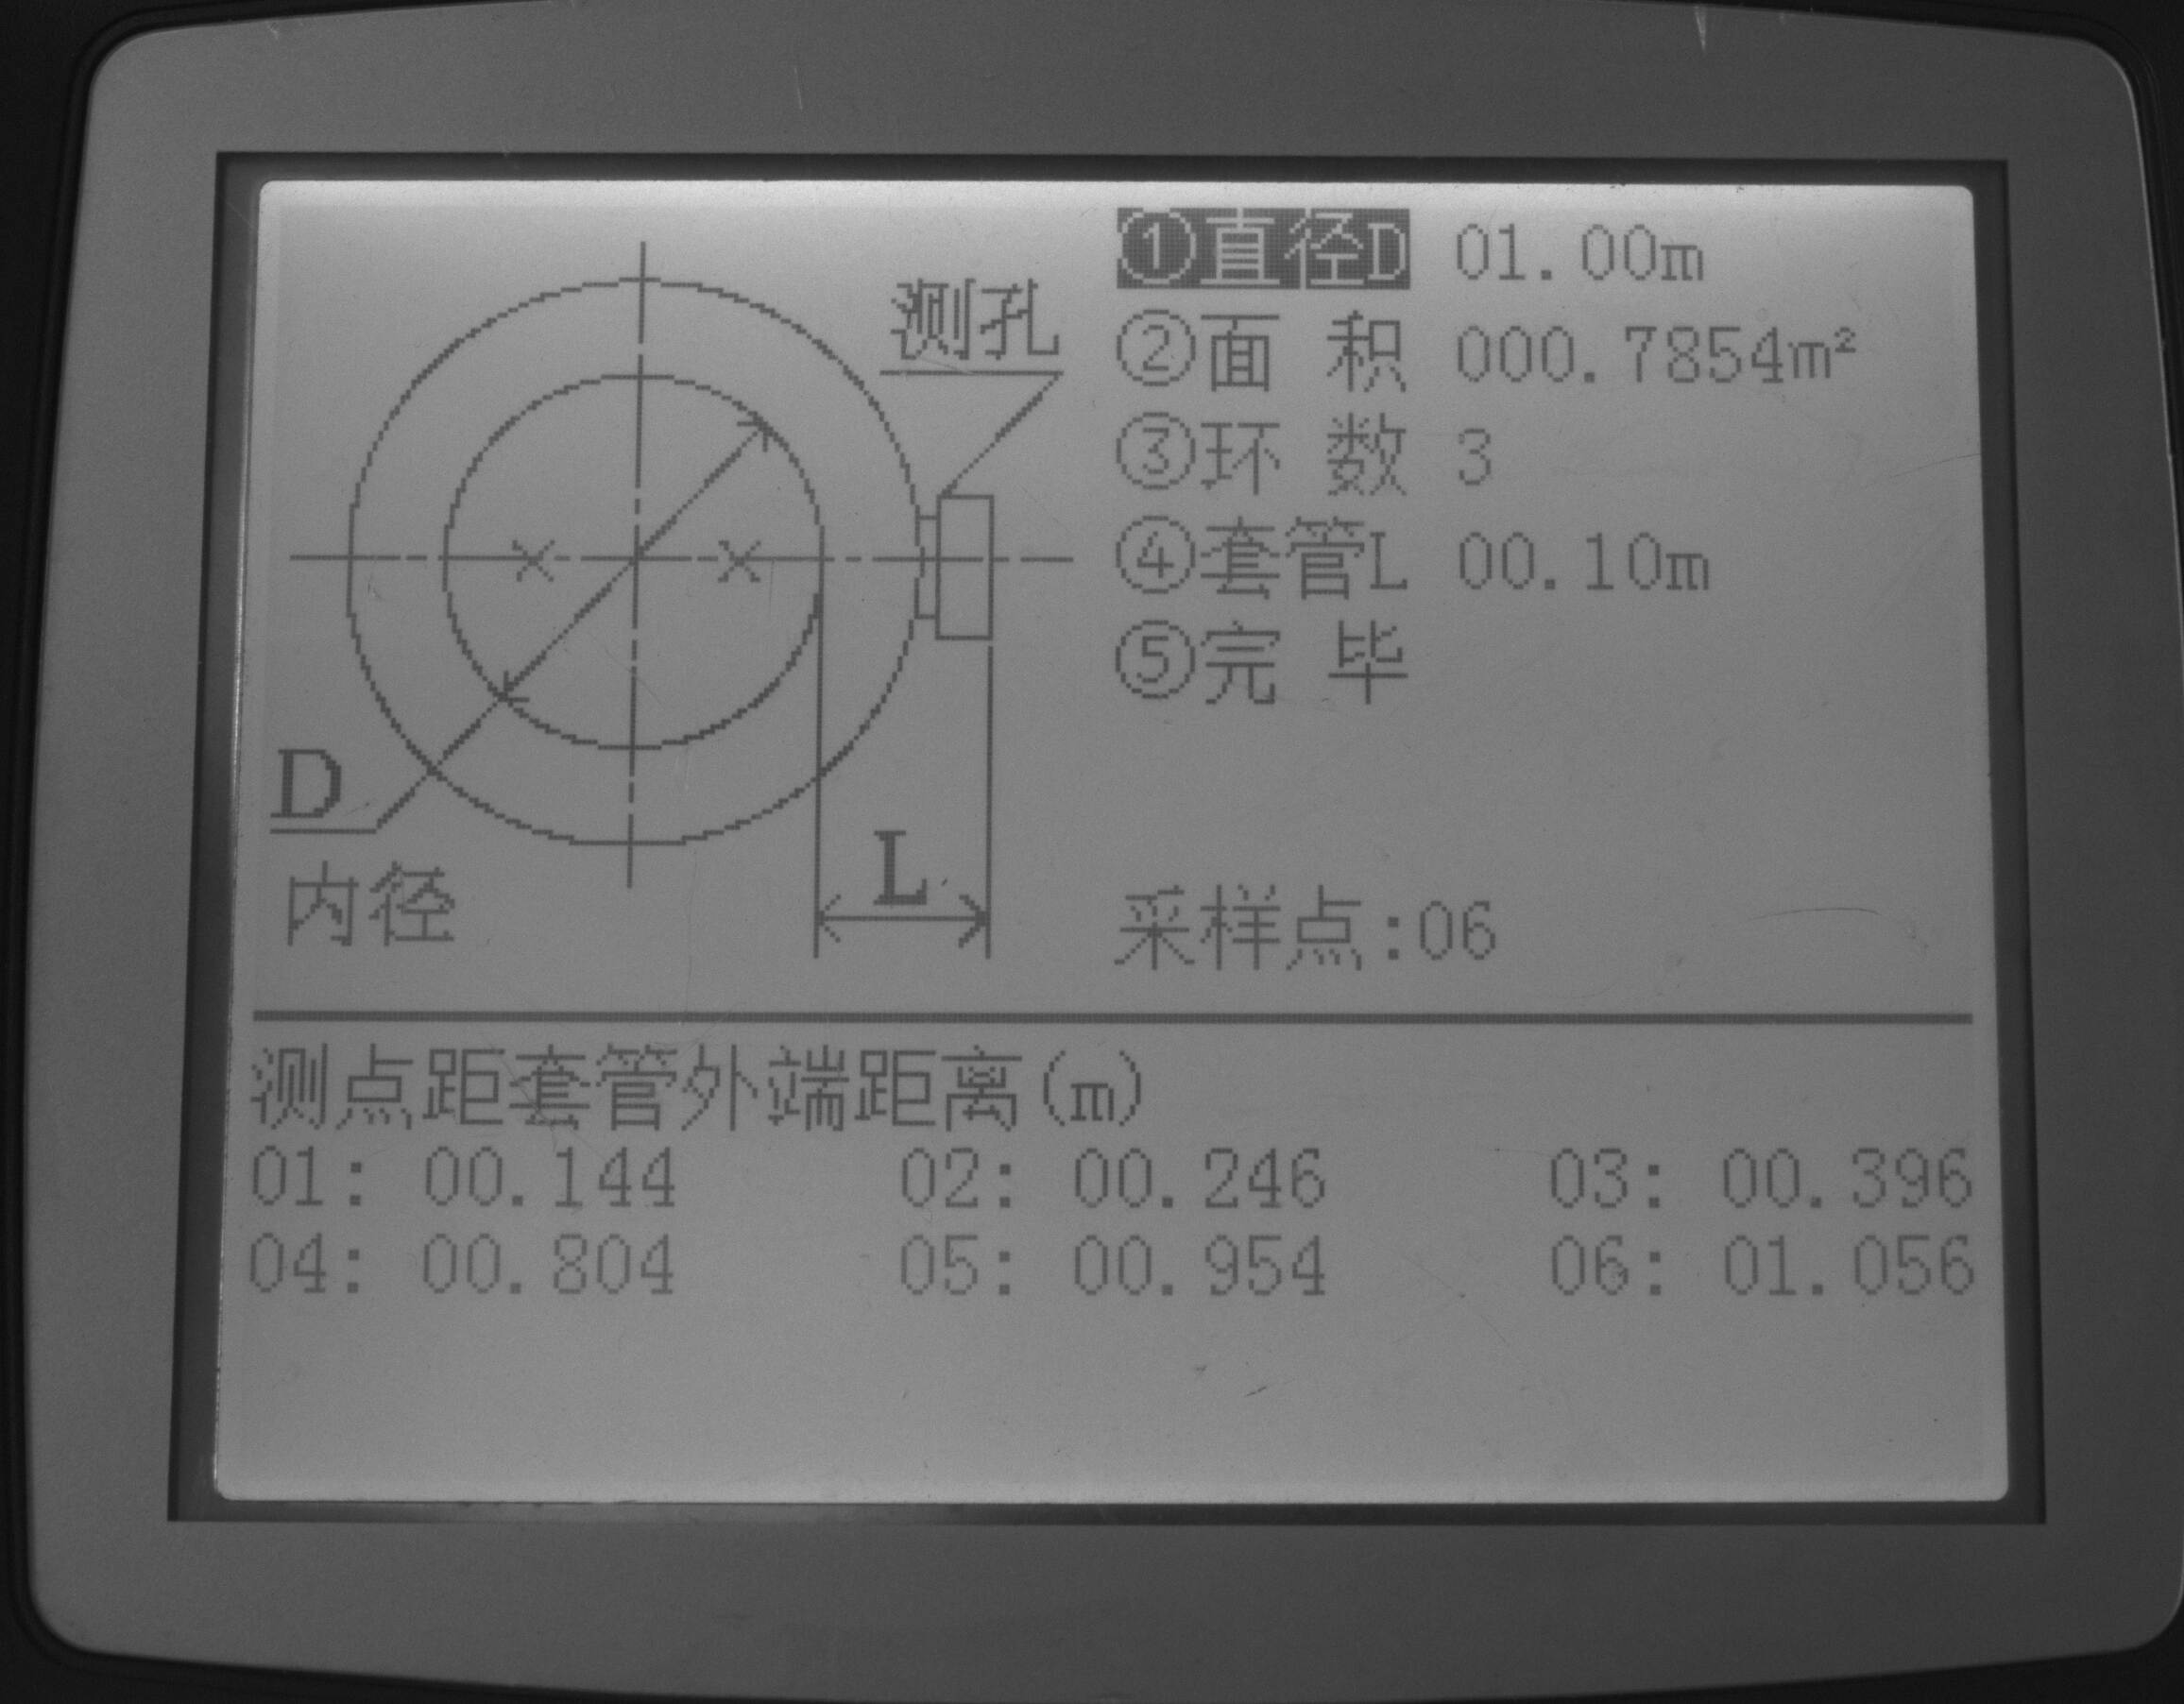 测孔
D
内径
L
①直径D 01.00m
②面 积 000.7854m²
③环 数 3
④套管L 00.10m
⑤完 毕
采样点:06
测点距套管外端距离(m)
01: 00.144 02: 00.246 03: 00.396
04: 00.804 05: 00.954 06: 01.056